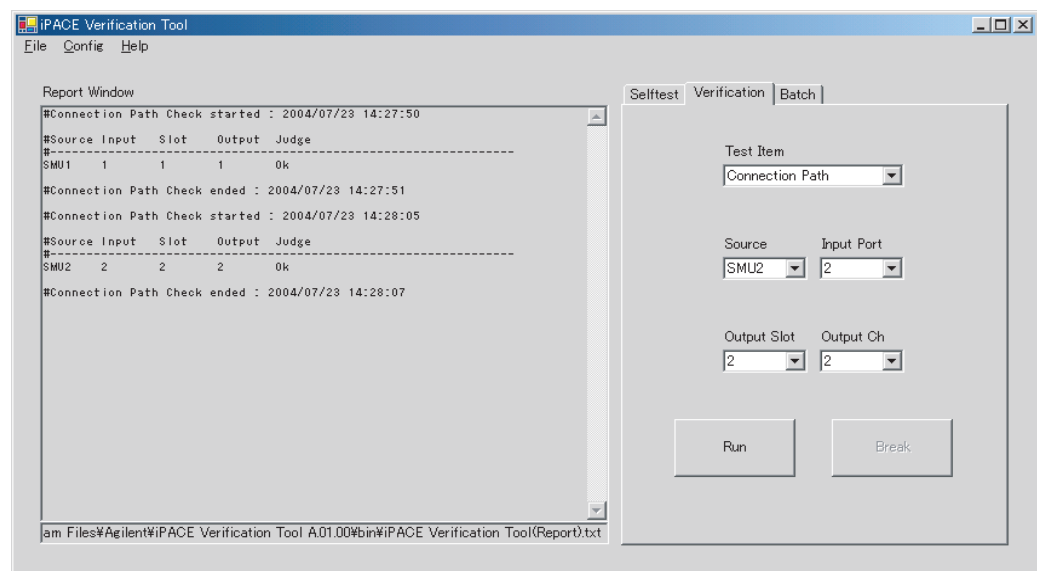 iPACE Verification Tool
File Config Help
Report Window
#Connection Path Check started : 2004/07/23 14:27:50
#Source Input Slot Output Judge
#------------------------------------------------------
SMU1 1 1 1 Ok
#Connection Path Check ended : 2004/07/23 14:27:51
#Connection Path Check started : 2004/07/23 14:28:05
#Source Input Slot Output Judge
#------------------------------------------------------
SMU2 2 2 2 Ok
#Connection Path Check ended : 2004/07/23 14:28:07
am Files¥Agilent¥iPACE Verification Tool A.01.00¥bin¥iPACE Verification Tool(Report).txt
Selftest Verification Batch
Test Item
Connection Path
Source Input Port
SMU2 2
Output Slot Output Ch
2 2
Run Break